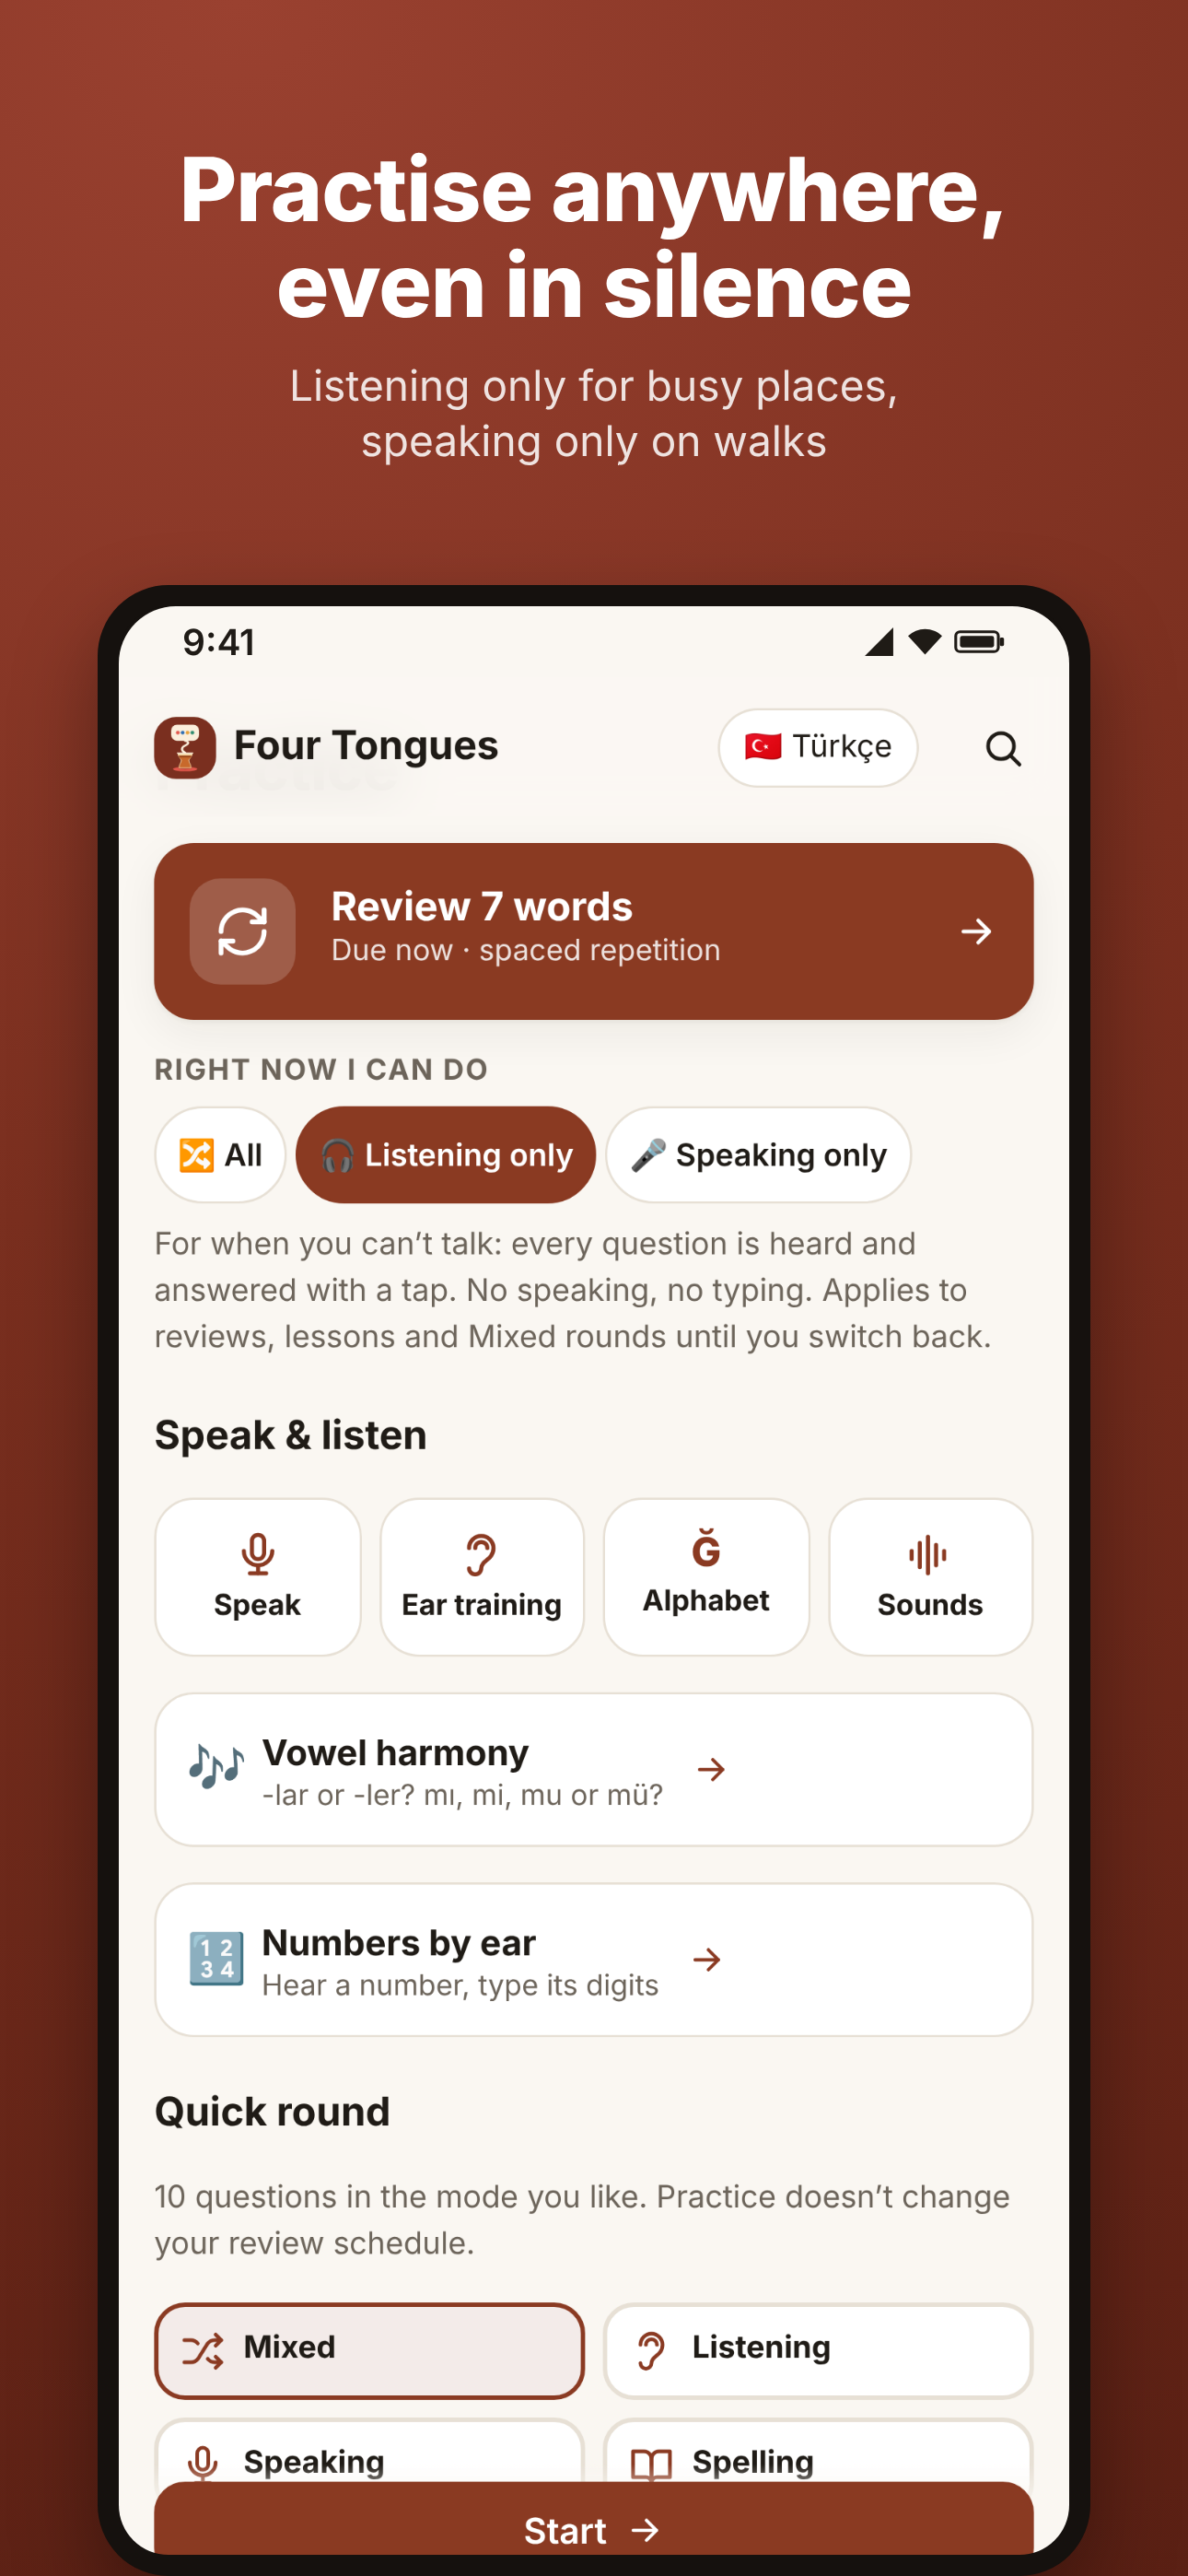 Practise anywhere,
even in silence
Listening only for busy places,
speaking only on walks
9:41
Four Tongues
🇹🇷 Türkçe
Practice
Review 7 words
Due now · spaced repetition
RIGHT NOW I CAN DO
🔀 All
🎧 Listening only
🎤 Speaking only
For when you can’t talk: every question is heard and
answered with a tap. No speaking, no typing. Applies to
reviews, lessons and Mixed rounds until you switch back.
Speak & listen
Speak
Ear training
Ğ
Alphabet
Sounds
Vowel harmony
-lar or -ler? mı, mi, mu or mü?
1 2
3 4
Numbers by ear
Hear a number, type its digits
Quick round
10 questions in the mode you like. Practice doesn’t change
your review schedule.
Mixed
Listening
Speaking
Spelling
Start →